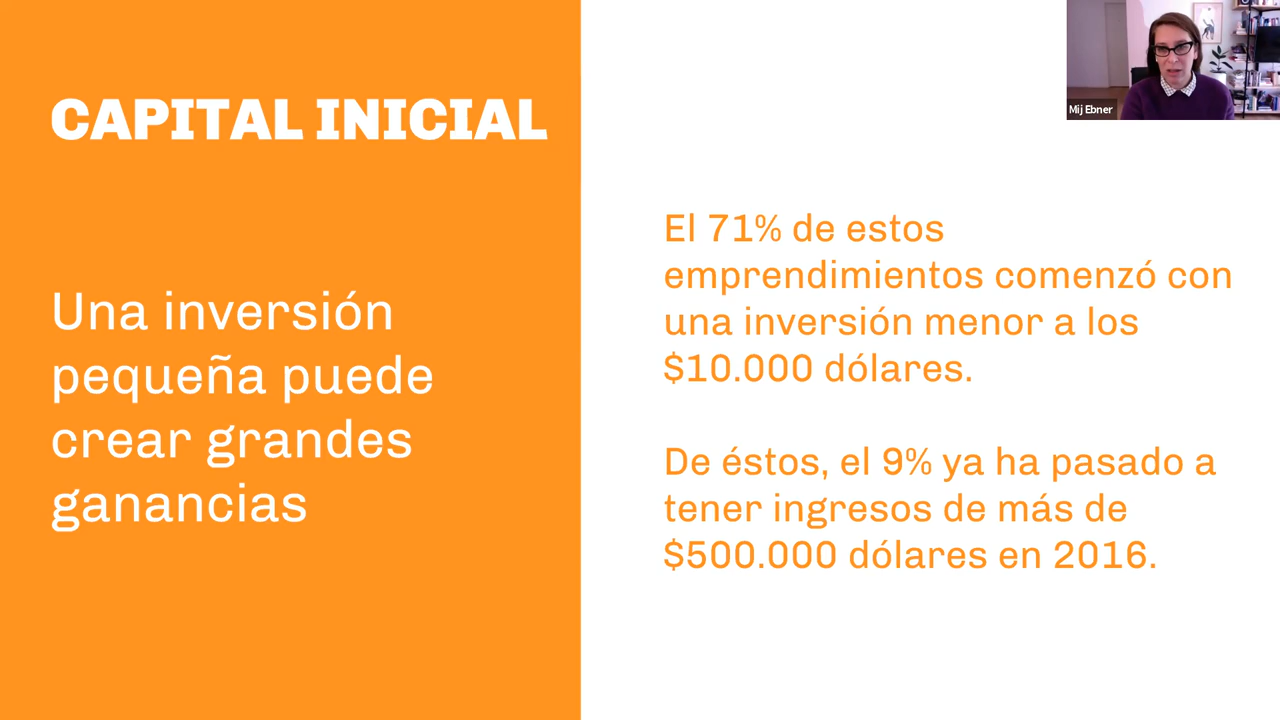 CAPITAL INICIAL
Una inversión
pequeña puede
crear grandes
ganancias
El 71% de estos
emprendimientos comenzó con
una inversión menor a los
$10.000 dólares.
De éstos, el 9% ya ha pasado a
tener ingresos de más de
$500.000 dólares en 2016.
Mij Ebner